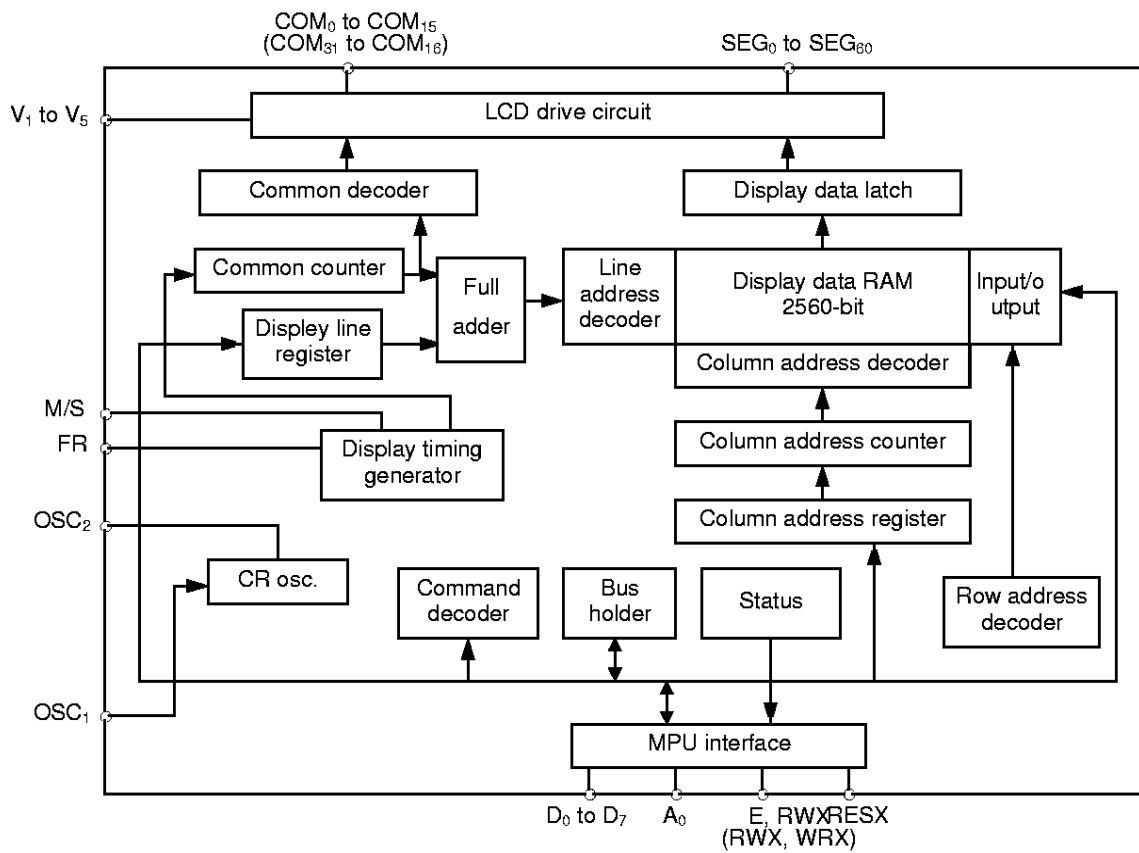 COM₀ to COM₁₅
(COM₃₁ to COM₁₆)
SEG₀ to SEG₆₀
V₁ to V₅
LCD drive circuit
Common decoder
Display data latch
Common counter
Full
adder
Line
address
decoder
Display data RAM
2560-bit
Input/o
utput
Displey line
register
Column address decoder
M/S
FR
Display timing
generator
Column address counter
OSC₂
Column address register
CR osc.
Command
decoder
Bus
holder
Status
Row address
decoder
OSC₁
MPU interface
D₀ to D₇
A₀
E, RWX
(RWX, WRX)
RESX